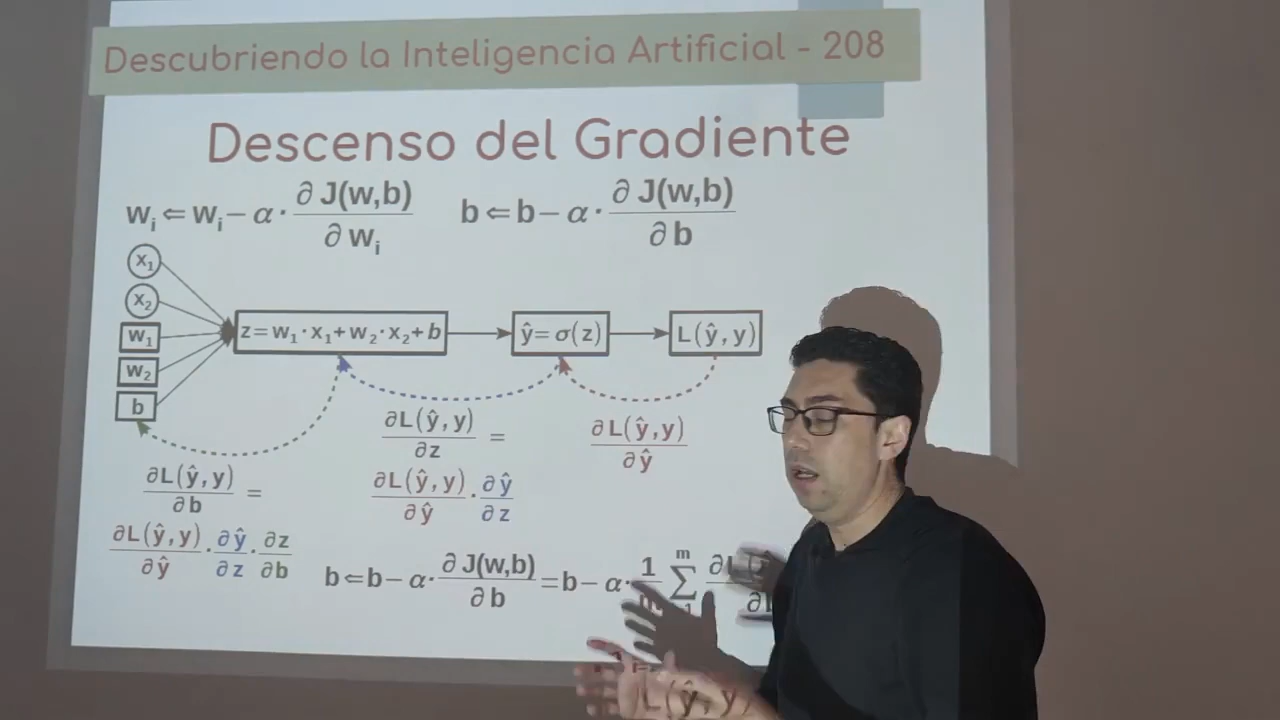 Descubriendo la Inteligencia Artificial - 208
Descenso del Gradiente
wᵢ ⇐ wᵢ − α · ∂ J(w,b) / ∂ wᵢ    b ⇐ b − α · ∂ J(w,b) / ∂ b
x₁
x₂
w₁
w₂
b
z = w₁ · x₁ + w₂ · x₂ + b
ŷ = σ(z)
L(ŷ, y)
∂L(ŷ, y) / ∂ŷ
∂L(ŷ, y) / ∂z =
∂L(ŷ, y) / ∂ŷ · ∂ŷ / ∂z
∂L(ŷ, y) / ∂b =
∂L(ŷ, y) / ∂ŷ · ∂ŷ / ∂z · ∂z / ∂b
b ⇐ b − α · ∂ J(w,b) / ∂ b = b − α · 1 / m ∑ m
L(ŷ, y)